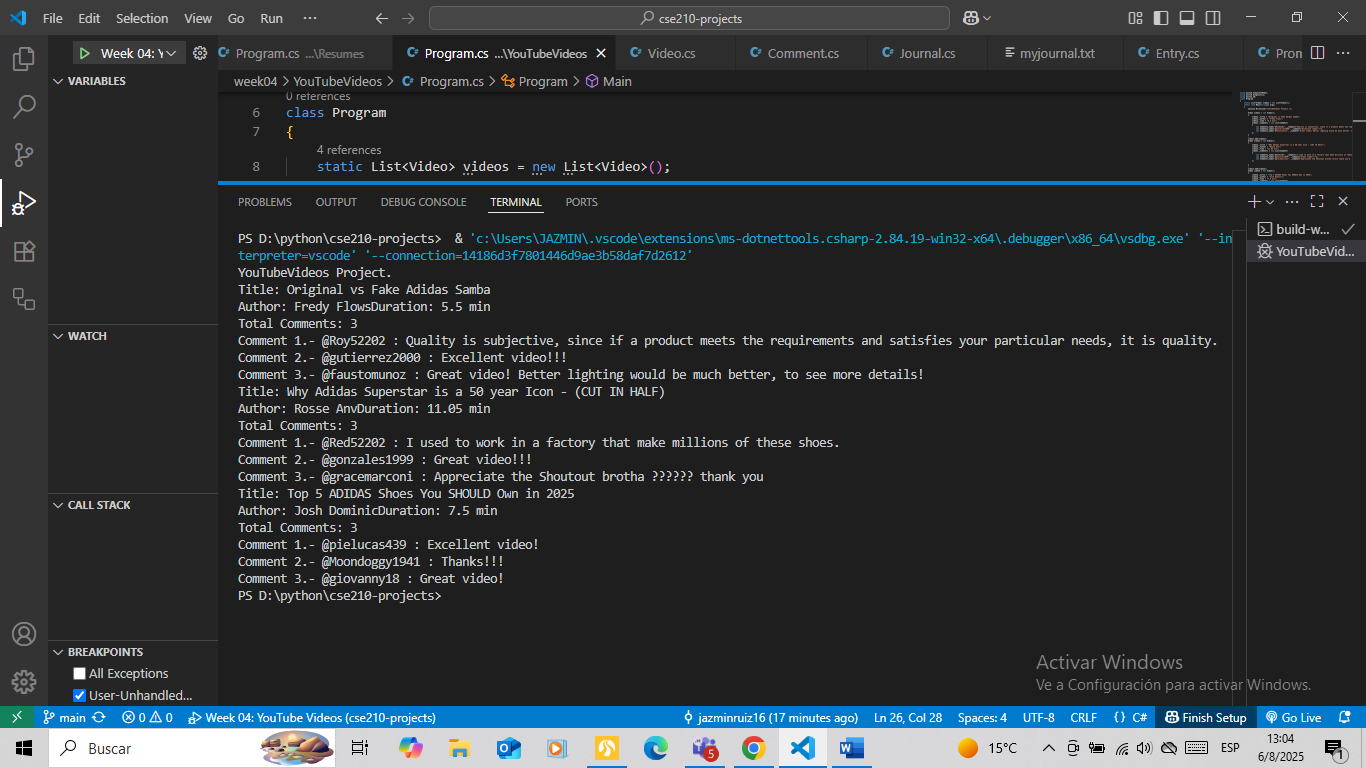 File Edit Selection View Go Run ··· cse210-projects
Week 04: Y
Program.cs ...\Resumes Program.cs ...\YouTubeVideos Video.cs Comment.cs Journal.cs myjournal.txt Entry.cs Pron
week04 > YouTubeVideos > Program.cs > Program > Main
VARIABLES
WATCH
CALL STACK
BREAKPOINTS
All Exceptions
User-Unhandled...
0 references
6 class Program
7 {
4 references
8 static List<Video> videos = new List<Video>();
PROBLEMS OUTPUT DEBUG CONSOLE TERMINAL PORTS
build-w...
YouTubeVid...
PS D:\python\cse210-projects> & 'c:\Users\JAZMIN\.vscode\extensions\ms-dotnettools.csharp-2.84.19-win32-x64\.debugger\x86_64\vsdbg.exe' '--in
terpreter=vscode' '--connection=14186d3f7801446d9ae3b58daf7d2612'
YouTubeVideos Project.
Title: Original vs Fake Adidas Samba
Author: Fredy FlowsDuration: 5.5 min
Total Comments: 3
Comment 1.- @Roy52202 : Quality is subjective, since if a product meets the requirements and satisfies your particular needs, it is quality.
Comment 2.- @gutierrez2000 : Excellent video!!!
Comment 3.- @faustomunoz : Great video! Better lighting would be much better, to see more details!
Title: Why Adidas Superstar is a 50 year Icon - (CUT IN HALF)
Author: Rosse AnvDuration: 11.05 min
Total Comments: 3
Comment 1.- @Red52202 : I used to work in a factory that make millions of these shoes.
Comment 2.- @gonzales1999 : Great video!!!
Comment 3.- @gracemarconi : Appreciate the Shoutout brotha ?????? thank you
Title: Top 5 ADIDAS Shoes You SHOULD Own in 2025
Author: Josh DominicDuration: 7.5 min
Total Comments: 3
Comment 1.- @pielucas439 : Excellent video!
Comment 2.- @Moondoggy1941 : Thanks!!!
Comment 3.- @giovanny18 : Great video!
PS D:\python\cse210-projects>
Activar Windows
Ve a Configuración para activar Windows.
main 0 0 Week 04: YouTube Videos (cse210-projects) jazminruiz16 (17 minutes ago) Ln 26, Col 28 Spaces: 4 UTF-8 CRLF {} C# Finish Setup Go Live
Buscar 5 15°C ESP 13:04
6/8/2025 1